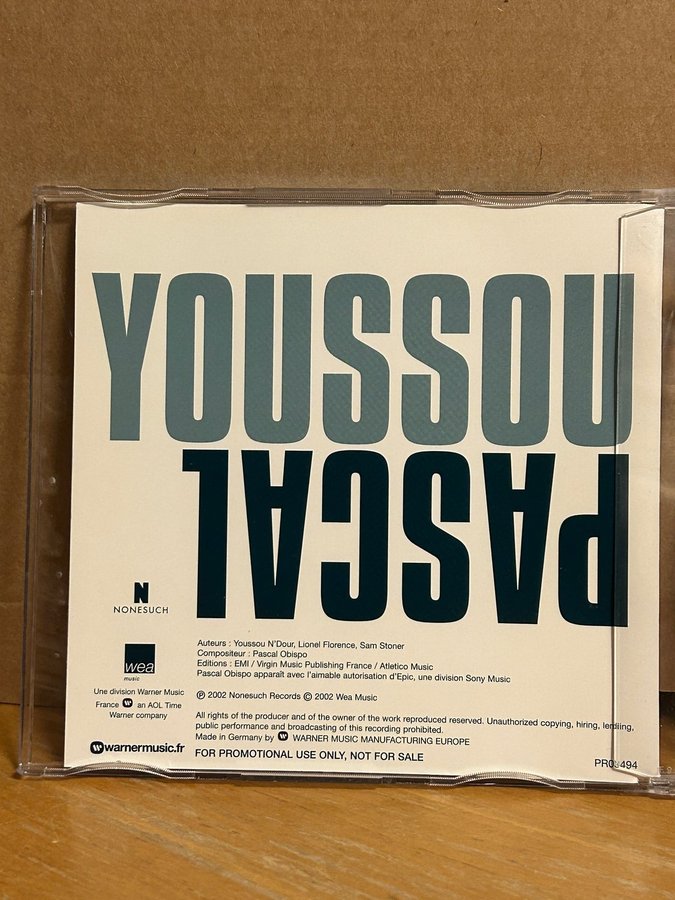 YOUSSOU
PASCAL
N
NONESUCH
Auteurs : Youssou N'Dour, Lionel Florence, Sam Stoner
Compositeur : Pascal Obispo
Editions : EMI / Virgin Music Publishing France / Atletico Music
Pascal Obispo apparaît avec l'aimable autorisation d'Epic, une division Sony Music
wea
music
Une division Warner Music
France an AOL Time
Warner company
℗ 2002 Nonesuch Records © 2002 Wea Music
All rights of the producer and of the owner of the work reproduced reserved. Unauthorized copying, hiring, lending,
public performance and broadcasting of this recording prohibited.
Made in Germany by WARNER MUSIC MANUFACTURING EUROPE
warnermusic.fr
FOR PROMOTIONAL USE ONLY, NOT FOR SALE